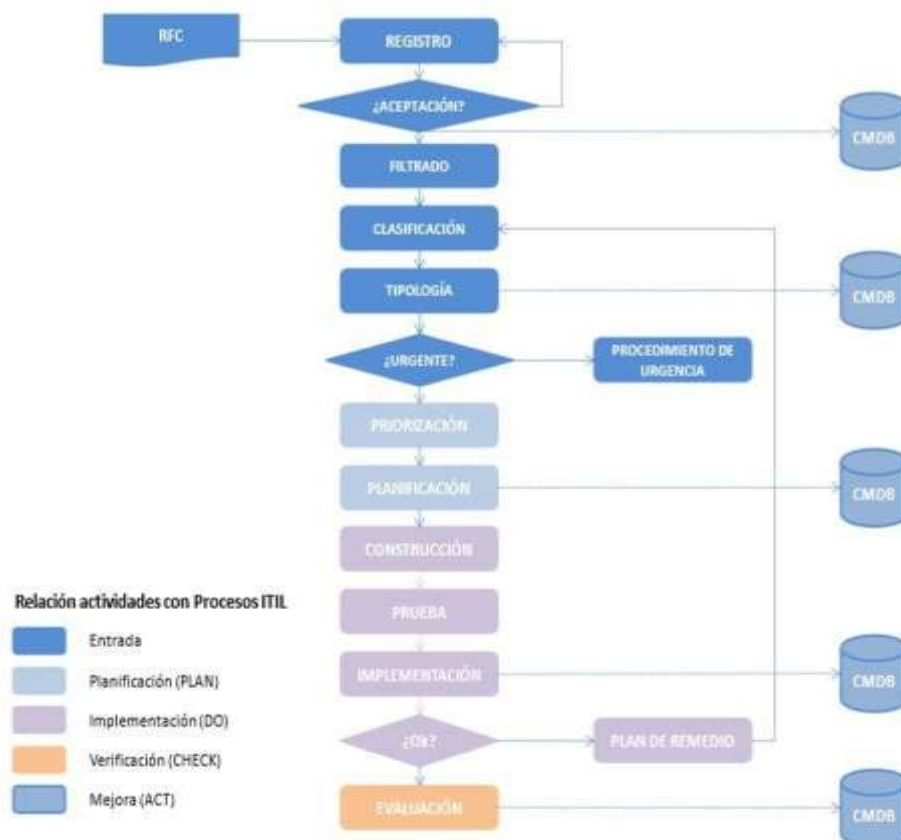 RFC
REGISTRO
¿ACEPTACIÓN?
CMDB
FILTRADO
CLASIFICACIÓN
TIPOLOGÍA
CMDB
¿URGENTE?
PROCEDIMIENTO DE
URGENCIA
PRIORIZACIÓN
PLANIFICACIÓN
CMDB
CONSTRUCCIÓN
PRUEBA
IMPLEMENTACIÓN
CMDB
¿Ok?
PLAN DE REMEDIO
EVALUACIÓN
CMDB
Relación actividades con Procesos ITIL
Entrada
Planificación (PLAN)
Implementación (DO)
Verificación (CHECK)
Mejora (ACT)